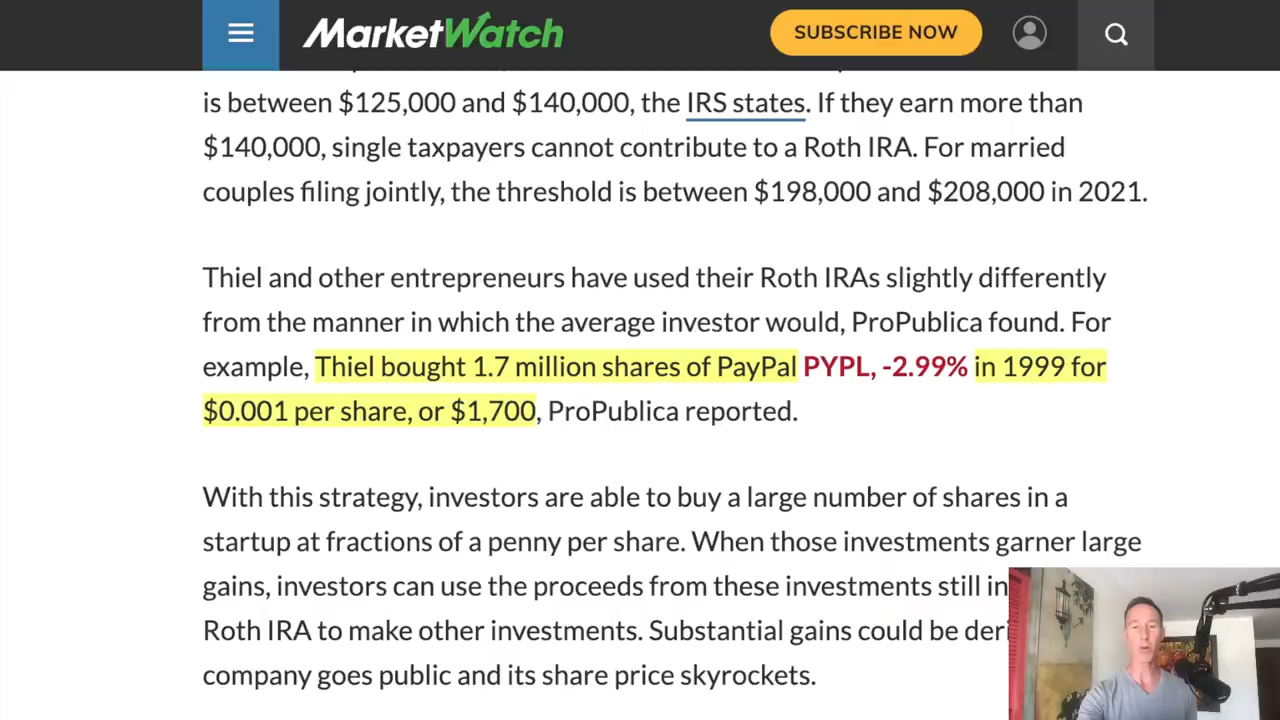 MarketWatch
SUBSCRIBE NOW
is between $125,000 and $140,000, the IRS states. If they earn more than
$140,000, single taxpayers cannot contribute to a Roth IRA. For married
couples filing jointly, the threshold is between $198,000 and $208,000 in 2021.
Thiel and other entrepreneurs have used their Roth IRAs slightly differently
from the manner in which the average investor would, ProPublica found. For
example, Thiel bought 1.7 million shares of PayPal PYPL, -2.99% in 1999 for
$0.001 per share, or $1,700, ProPublica reported.
With this strategy, investors are able to buy a large number of shares in a
startup at fractions of a penny per share. When those investments garner large
gains, investors can use the proceeds from these investments still in
Roth IRA to make other investments. Substantial gains could be deri
company goes public and its share price skyrockets.